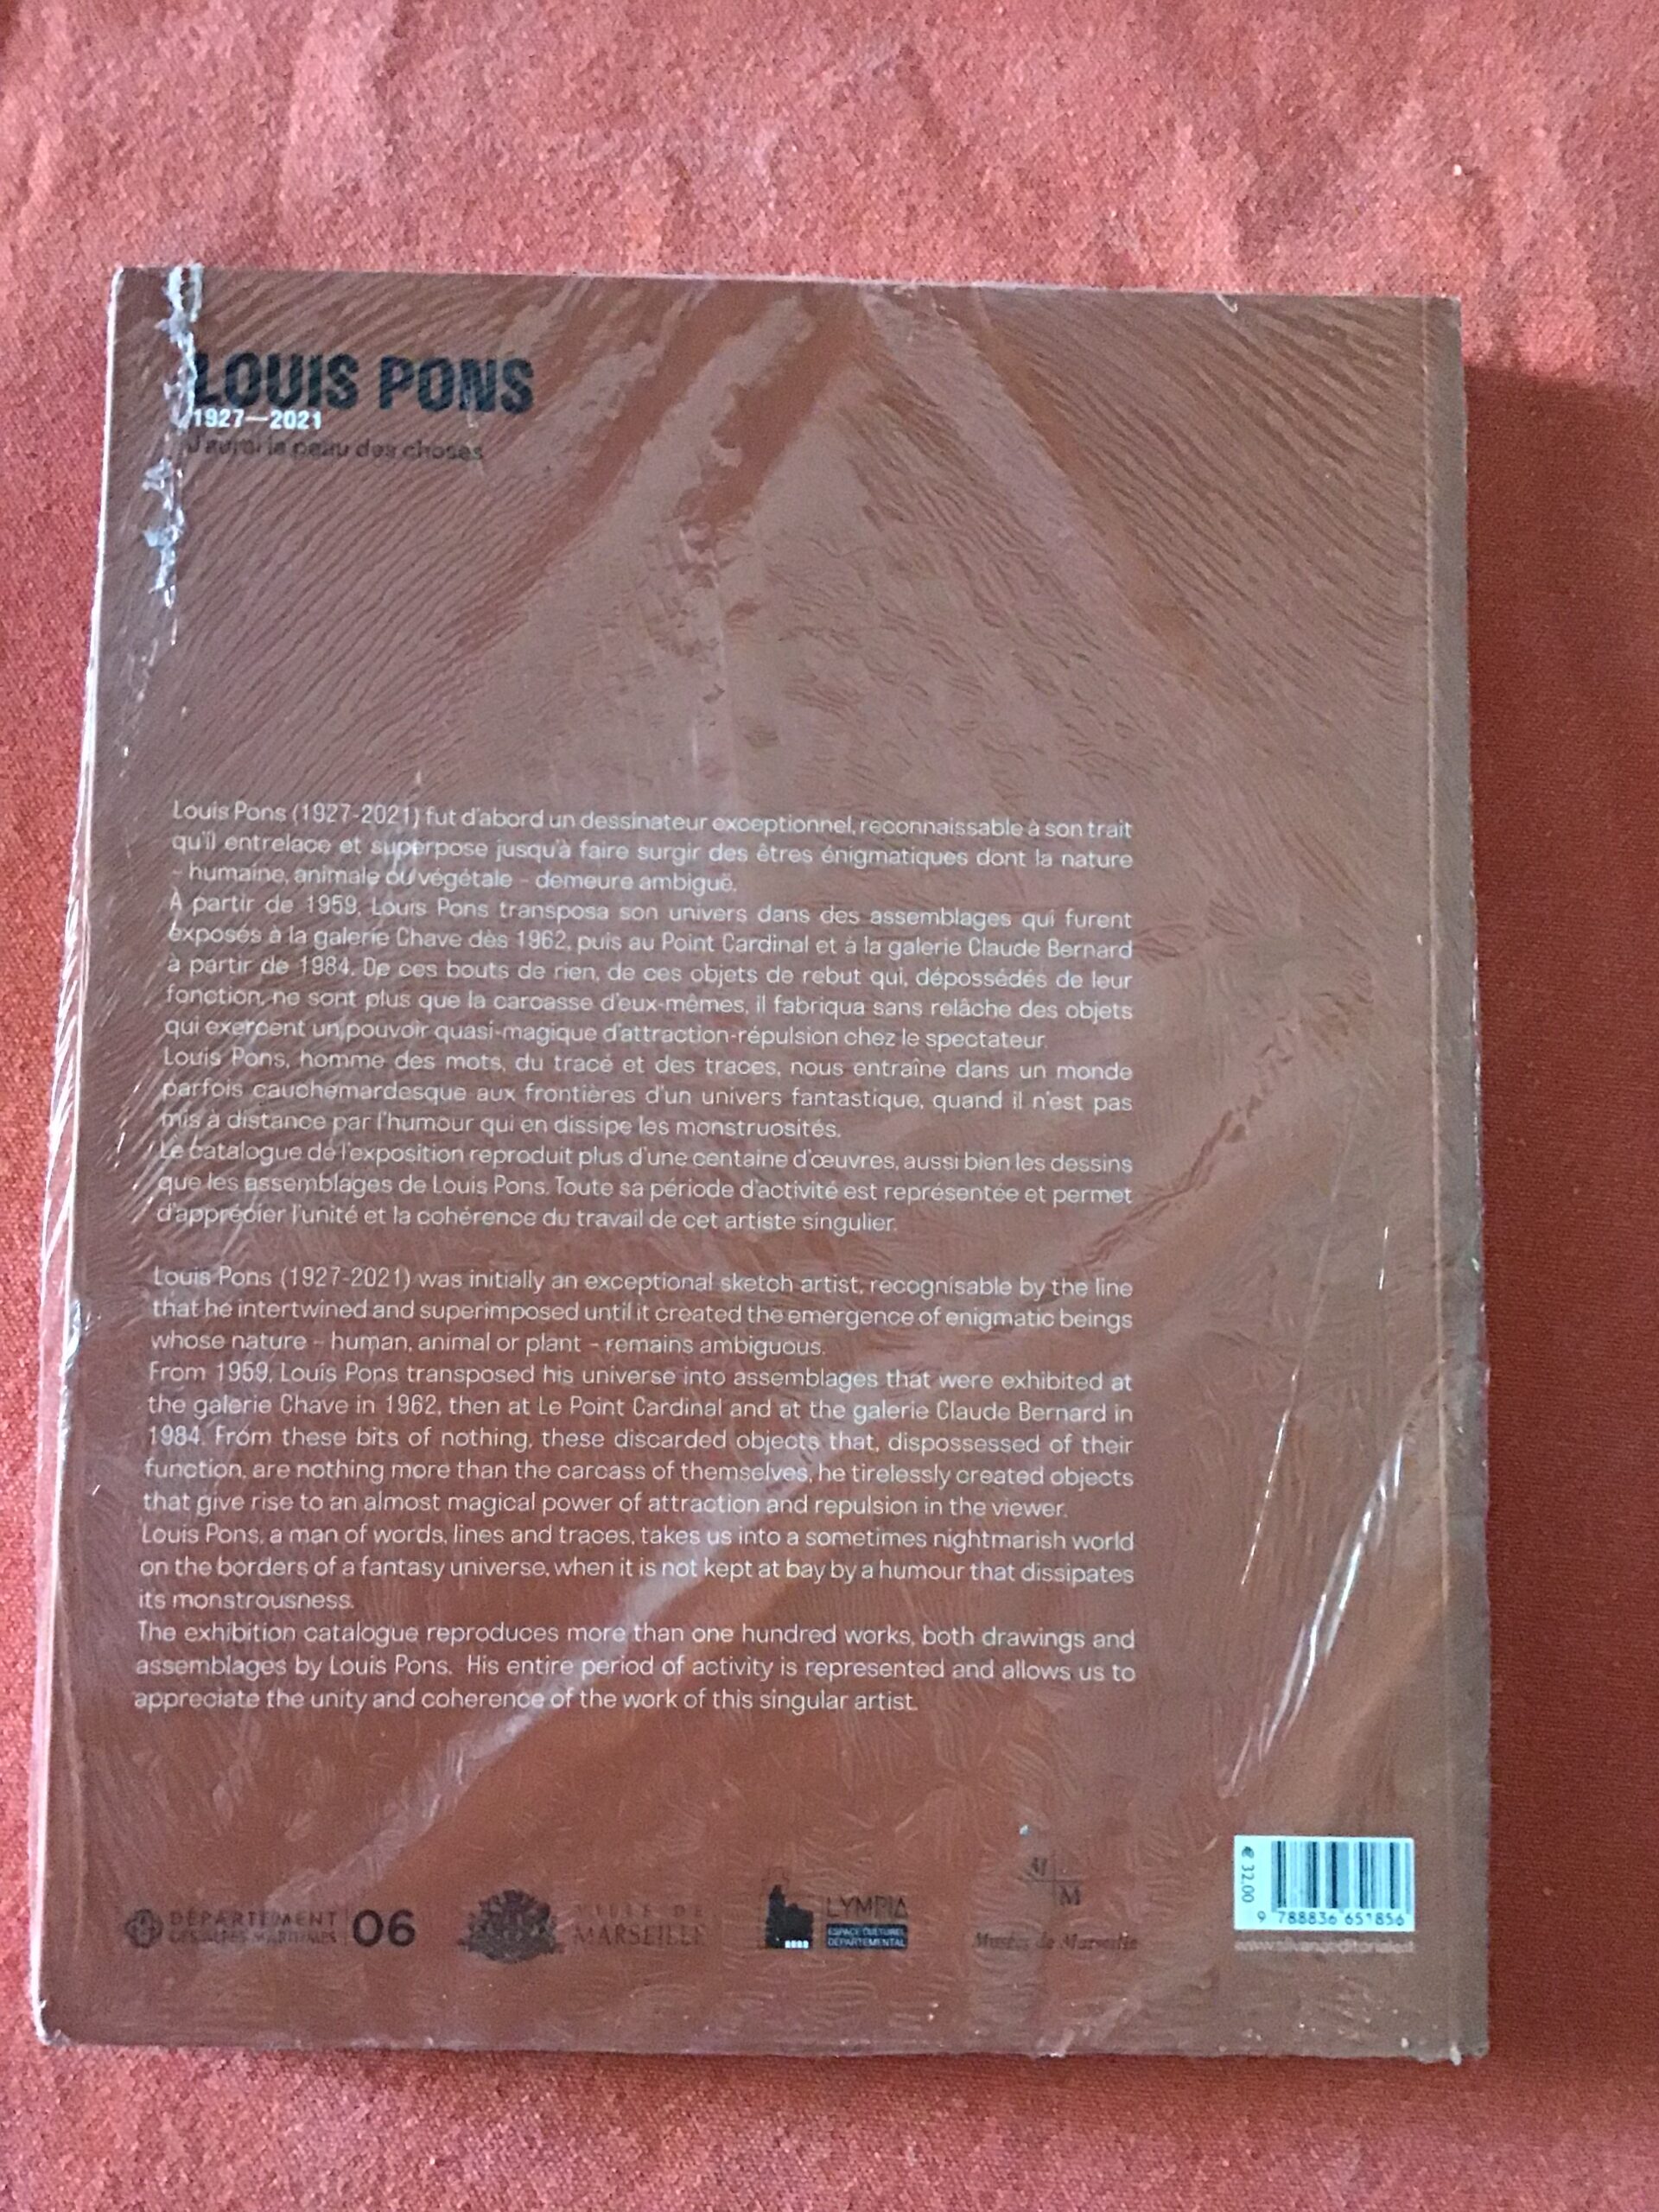 LOUIS PONS
1927—2021
J'aurai la peau des choses
Louis Pons (1927-2021) fut d'abord un dessinateur exceptionnel, reconnaissable à son trait
qu'il entrelace et superpose jusqu'à faire surgir des êtres énigmatiques dont la nature
– humaine, animale ou végétale – demeure ambiguë.
À partir de 1959, Louis Pons transposa son univers dans des assemblages qui furent
exposés à la galerie Chave dès 1962, puis au Point Cardinal et à la galerie Claude Bernard
à partir de 1984. De ces bouts de rien, de ces objets de rebut qui, dépossédés de leur
fonction, ne sont plus que la carcasse d'eux-mêmes, il fabriqua sans relâche des objets
qui exercent un pouvoir quasi-magique d'attraction-répulsion chez le spectateur.
Louis Pons, homme des mots, du tracé et des traces, nous entraîne dans un monde
parfois cauchemardesque aux frontières d'un univers fantastique, quand il n'est pas
mis à distance par l'humour qui en dissipe les monstruosités.
Le catalogue de l'exposition reproduit plus d'une centaine d'œuvres, aussi bien les dessins
que les assemblages de Louis Pons. Toute sa période d'activité est représentée et permet
d'apprécier l'unité et la cohérence du travail de cet artiste singulier.
Louis Pons (1927-2021) was initially an exceptional sketch artist, recognisable by the line
that he intertwined and superimposed until it created the emergence of enigmatic beings
whose nature – human, animal or plant – remains ambiguous.
From 1959, Louis Pons transposed his universe into assemblages that were exhibited at
the galerie Chave in 1962, then at Le Point Cardinal and at the galerie Claude Bernard in
1984. From these bits of nothing, these discarded objects that, dispossessed of their
function, are nothing more than the carcass of themselves, he tirelessly created objects
that give rise to an almost magical power of attraction and repulsion in the viewer.
Louis Pons, a man of words, lines and traces, takes us into a sometimes nightmarish world
on the borders of a fantasy universe, when it is not kept at bay by a humour that dissipates
its monstrousness.
The exhibition catalogue reproduces more than one hundred works, both drawings and
assemblages by Louis Pons. His entire period of activity is represented and allows us to
appreciate the unity and coherence of the work of this singular artist.
DÉPARTEMENT
DES ALPES-MARITIMES
06
VILLE DE
MARSEILLE
LYMPIA
ESPACE CULTUREL
DÉPARTEMENTAL
M
M
Musées de Marseille
€ 32,00
9 788836 651856
www.silvanaeditoriale.it